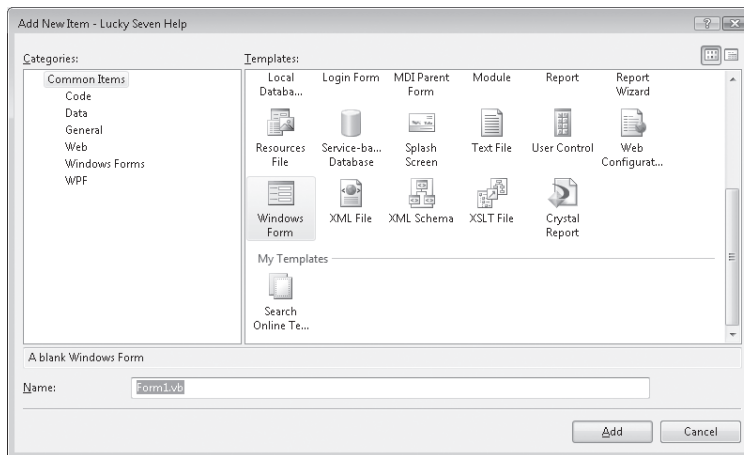 Add New Item - Lucky Seven Help
?
Categories:
Common Items
Code
Data
General
Web
Windows Forms
WPF
Templates:
Local Databa...
Login Form
MDI Parent Form
Module
Report
Report Wizard
Resources File
Service-ba... Database
Splash Screen
Text File
User Control
Web Configurat...
Windows Form
XML File
XML Schema
XSLT File
Crystal Report
My Templates
Search Online Te...
A blank Windows Form
Name:
Form1.vb
Add
Cancel